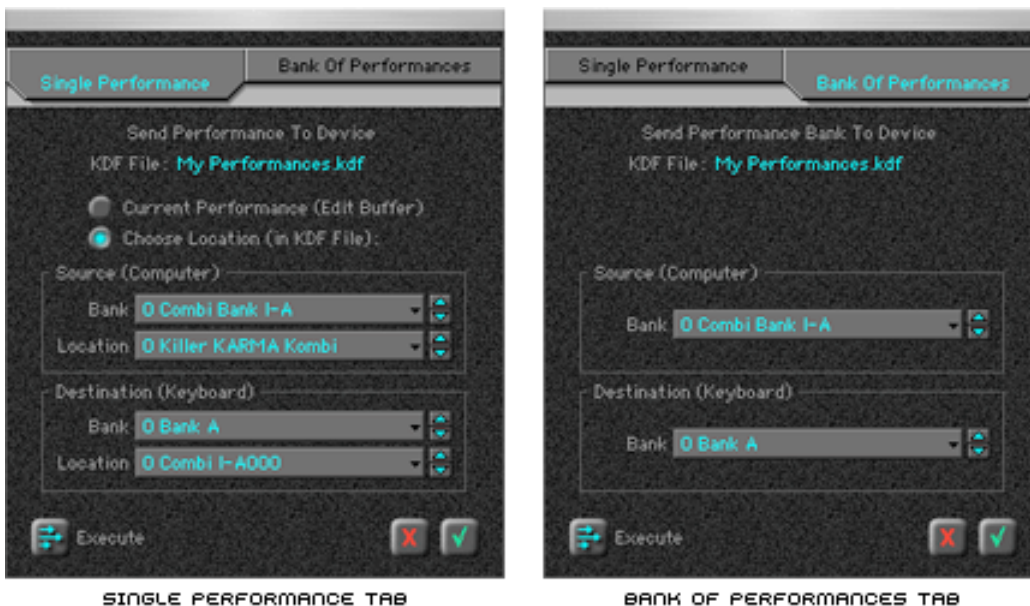 Single Performance
Bank Of Performances
Send Performance To Device
KDF File: My Performances.kdf
Current Performance (Edit Buffer)
Choose Location (in KDF File):
Source (Computer)
Bank 0 Combi Bank I-A
Location 0 Killer KARMA Kombi
Destination (Keyboard)
Bank 0 Bank A
Location 0 Combi I-A000
Execute
X √
SINGLE PERFORMANCE TAB
Single Performance
Bank Of Performances
Send Performance Bank To Device
KDF File: My Performances.kdf
Source (Computer)
Bank 0 Combi Bank I-A
Destination (Keyboard)
Bank 0 Bank A
Execute
X √
BANK OF PERFORMANCES TAB